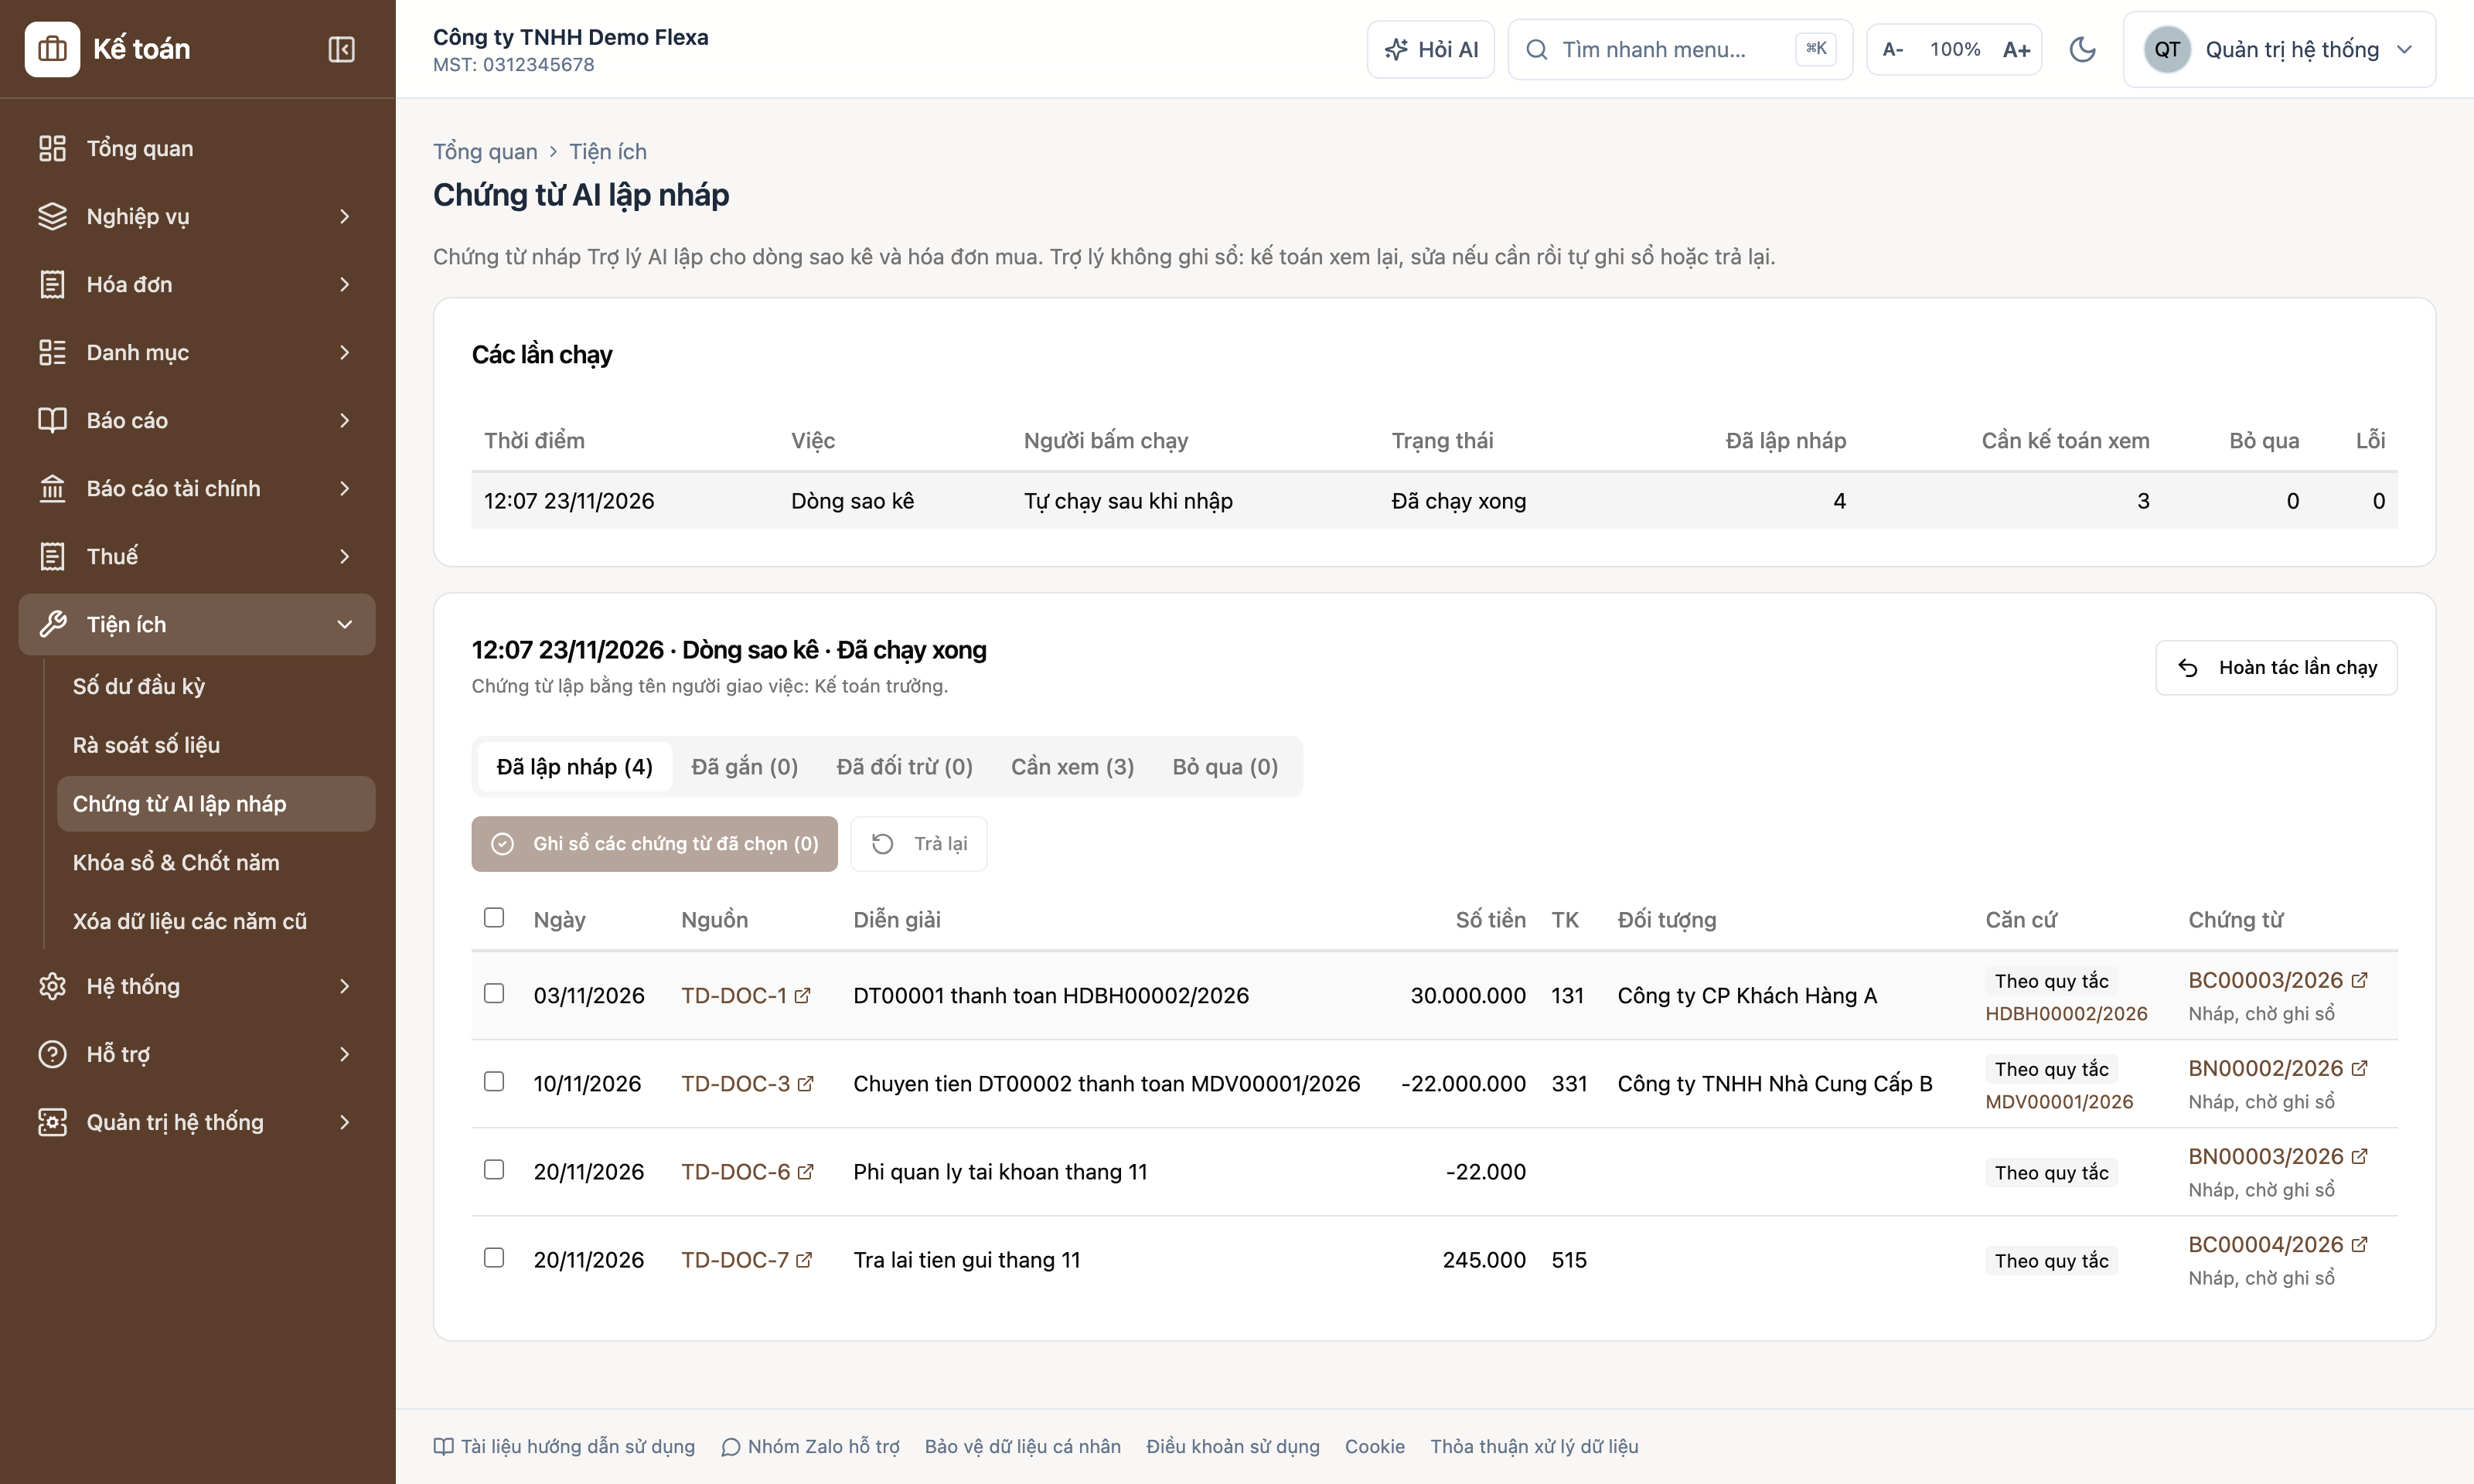 Kế toán
Công ty TNHH Demo Flexa
MST: 0312345678
Hỏi AI
Tìm nhanh menu...
⌘K
A-
100%
A+
QT
Quản trị hệ thống
Tổng quan
Nghiệp vụ
Hóa đơn
Danh mục
Báo cáo
Báo cáo tài chính
Thuế
Tiện ích
Số dư đầu kỳ
Rà soát số liệu
Chứng từ AI lập nháp
Khóa sổ & Chốt năm
Xóa dữ liệu các năm cũ
Hệ thống
Hỗ trợ
Quản trị hệ thống
Tổng quan > Tiện ích
Chứng từ AI lập nháp
Chứng từ nháp Trợ lý AI lập cho dòng sao kê và hóa đơn mua. Trợ lý không ghi sổ: kế toán xem lại, sửa nếu cần rồi tự ghi sổ hoặc trả lại.
Các lần chạy
Thời điểm Việc Người bấm chạy Trạng thái Đã lập nháp Cần kế toán xem Bỏ qua Lỗi
12:07 23/11/2026 Dòng sao kê Tự chạy sau khi nhập Đã chạy xong 4 3 0 0
12:07 23/11/2026 · Dòng sao kê · Đã chạy xong
Chứng từ lập bằng tên người giao việc: Kế toán trưởng.
Hoàn tác lần chạy
Đã lập nháp (4) Đã gắn (0) Đã đối trừ (0) Cần xem (3) Bỏ qua (0)
Ghi sổ các chứng từ đã chọn (0) Trả lại
Ngày Nguồn Diễn giải Số tiền TK Đối tượng Căn cứ Chứng từ
03/11/2026 TD-DOC-1 DT00001 thanh toan HDBH00002/2026 30.000.000 131 Công ty CP Khách Hàng A Theo quy tắc BC00003/2026
HDBH00002/2026 Nháp, chờ ghi sổ
10/11/2026 TD-DOC-3 Chuyen tien DT00002 thanh toan MDV00001/2026 -22.000.000 331 Công ty TNHH Nhà Cung Cấp B Theo quy tắc BN00002/2026
MDV00001/2026 Nháp, chờ ghi sổ
20/11/2026 TD-DOC-6 Phi quan ly tai khoan thang 11 -22.000 Theo quy tắc BN00003/2026
Nháp, chờ ghi sổ
20/11/2026 TD-DOC-7 Tra lai tien gui thang 11 245.000 515 Theo quy tắc BC00004/2026
Nháp, chờ ghi sổ
Tài liệu hướng dẫn sử dụng Nhóm Zalo hỗ trợ Bảo vệ dữ liệu cá nhân Điều khoản sử dụng Cookie Thỏa thuận xử lý dữ liệu